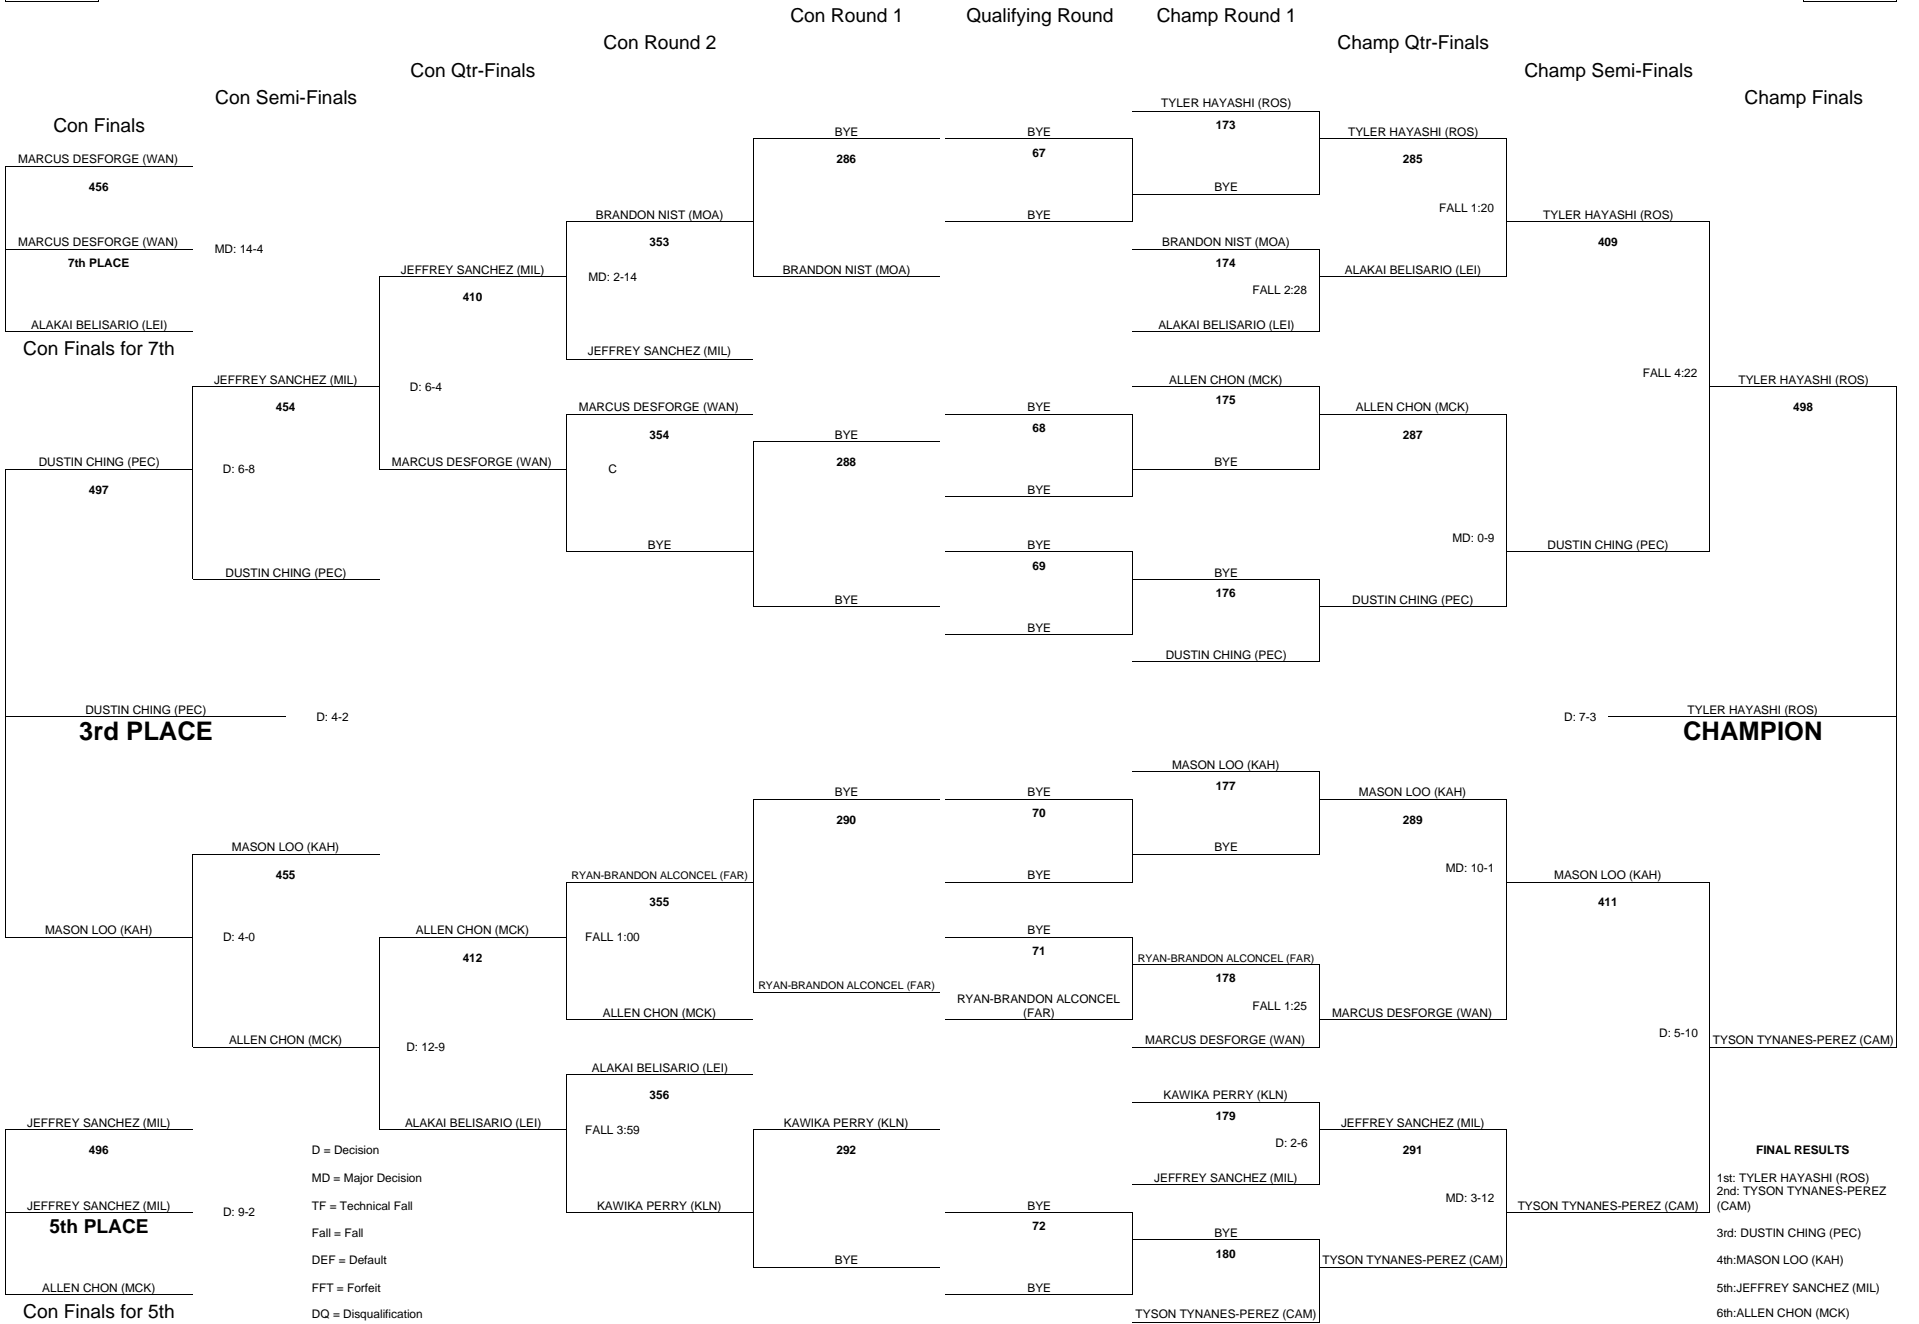 Con Round 1
Qualifying Round
Champ Round 1
Con Round 2
Champ Qtr-Finals
Con Qtr-Finals
Champ Semi-Finals
Con Semi-Finals
Champ Finals
Con Finals
MARCUS DESFORGE (WAN)
456
MARCUS DESFORGE (WAN)
MD: 14-4
7th PLACE
ALAKAI BELISARIO (LEI)
Con Finals for 7th
JEFFREY SANCHEZ (MIL)
454
DUSTIN CHING (PEC)
D: 6-8
497
DUSTIN CHING (PEC)
DUSTIN CHING (PEC)
D: 4-2
3rd PLACE
MASON LOO (KAH)
455
MASON LOO (KAH)
D: 4-0
ALLEN CHON (MCK)
JEFFREY SANCHEZ (MIL)
496
JEFFREY SANCHEZ (MIL)
D: 9-2
5th PLACE
ALLEN CHON (MCK)
Con Finals for 5th
D = Decision
MD = Major Decision
TF = Technical Fall
Fall = Fall
DEF = Default
FFT = Forfeit
DQ = Disqualification
JEFFREY SANCHEZ (MIL)
410
D: 6-4
MARCUS DESFORGE (WAN)
ALLEN CHON (MCK)
412
D: 12-9
ALAKAI BELISARIO (LEI)
BRANDON NIST (MOA)
353
MD: 2-14
JEFFREY SANCHEZ (MIL)
MARCUS DESFORGE (WAN)
354
C
BYE
RYAN-BRANDON ALCONCEL (FAR)
355
FALL 1:00
ALLEN CHON (MCK)
ALAKAI BELISARIO (LEI)
356
FALL 3:59
KAWIKA PERRY (KLN)
BYE
286
BRANDON NIST (MOA)
BYE
288
BYE
BYE
290
RYAN-BRANDON ALCONCEL (FAR)
KAWIKA PERRY (KLN)
292
BYE
BYE
67
BYE
BYE
68
BYE
BYE
69
BYE
BYE
70
BYE
BYE
71
RYAN-BRANDON ALCONCEL
(FAR)
BYE
72
BYE
TYLER HAYASHI (ROS)
173
BYE
BRANDON NIST (MOA)
174
FALL 2:28
ALAKAI BELISARIO (LEI)
ALLEN CHON (MCK)
175
BYE
BYE
176
DUSTIN CHING (PEC)
MASON LOO (KAH)
177
BYE
RYAN-BRANDON ALCONCEL (FAR)
178
FALL 1:25
MARCUS DESFORGE (WAN)
KAWIKA PERRY (KLN)
179
D: 2-6
JEFFREY SANCHEZ (MIL)
BYE
180
TYSON TYNANES-PEREZ (CAM)
TYLER HAYASHI (ROS)
285
FALL 1:20
ALAKAI BELISARIO (LEI)
ALLEN CHON (MCK)
287
MD: 0-9
DUSTIN CHING (PEC)
MASON LOO (KAH)
289
MD: 10-1
MARCUS DESFORGE (WAN)
JEFFREY SANCHEZ (MIL)
291
MD: 3-12
TYSON TYNANES-PEREZ (CAM)
TYLER HAYASHI (ROS)
409
FALL 4:22
DUSTIN CHING (PEC)
MASON LOO (KAH)
411
D: 5-10
TYSON TYNANES-PEREZ (CAM)
TYLER HAYASHI (ROS)
498
D: 7-3
TYLER HAYASHI (ROS)
CHAMPION
TYSON TYNANES-PEREZ (CAM)
FINAL RESULTS
1st: TYLER HAYASHI (ROS)
2nd: TYSON TYNANES-PEREZ
(CAM)
3rd: DUSTIN CHING (PEC)
4th:MASON LOO (KAH)
5th:JEFFREY SANCHEZ (MIL)
6th:ALLEN CHON (MCK)